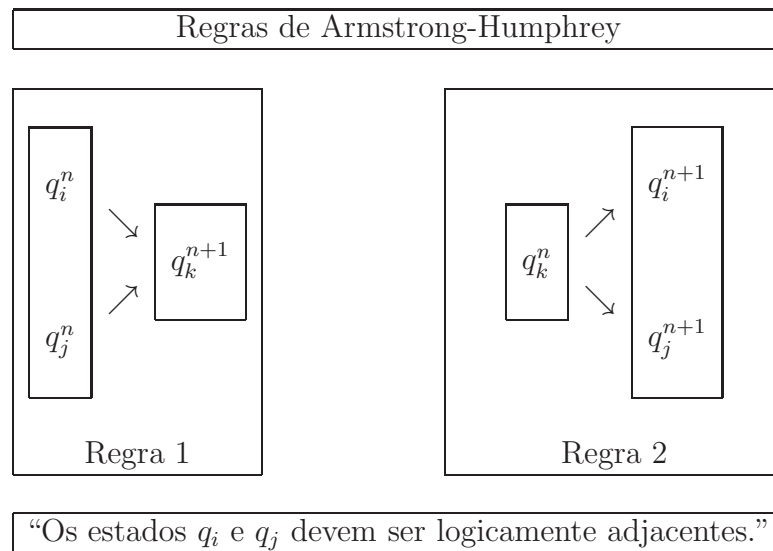 Regras de Armstrong-Humphrey
q_i^n
q_j^n
q_k^{n+1}
Regra 1
q_k^n
q_i^{n+1}
q_j^{n+1}
Regra 2
“Os estados q_i e q_j devem ser logicamente adjacentes.”